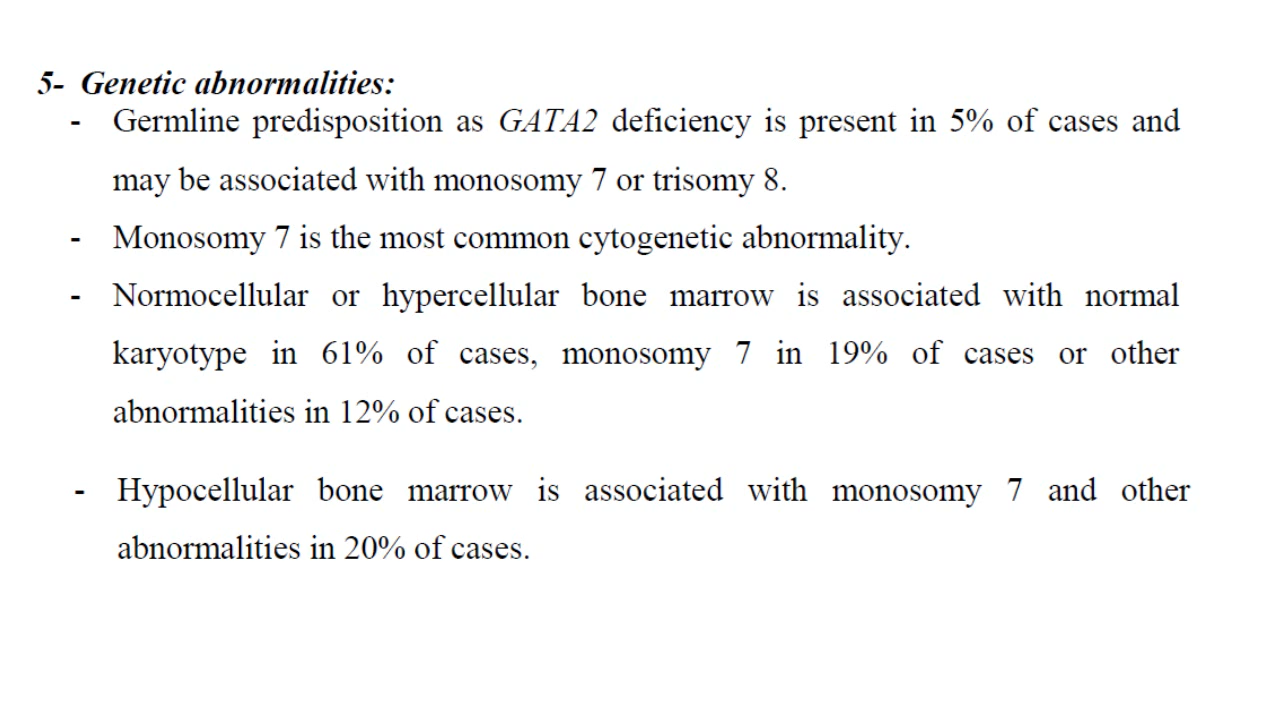 5- Genetic abnormalities:
- Germline predisposition as GATA2 deficiency is present in 5% of cases and
may be associated with monosomy 7 or trisomy 8.
- Monosomy 7 is the most common cytogenetic abnormality.
- Normocellular or hypercellular bone marrow is associated with normal
karyotype in 61% of cases, monosomy 7 in 19% of cases or other
abnormalities in 12% of cases.
- Hypocellular bone marrow is associated with monosomy 7 and other
abnormalities in 20% of cases.